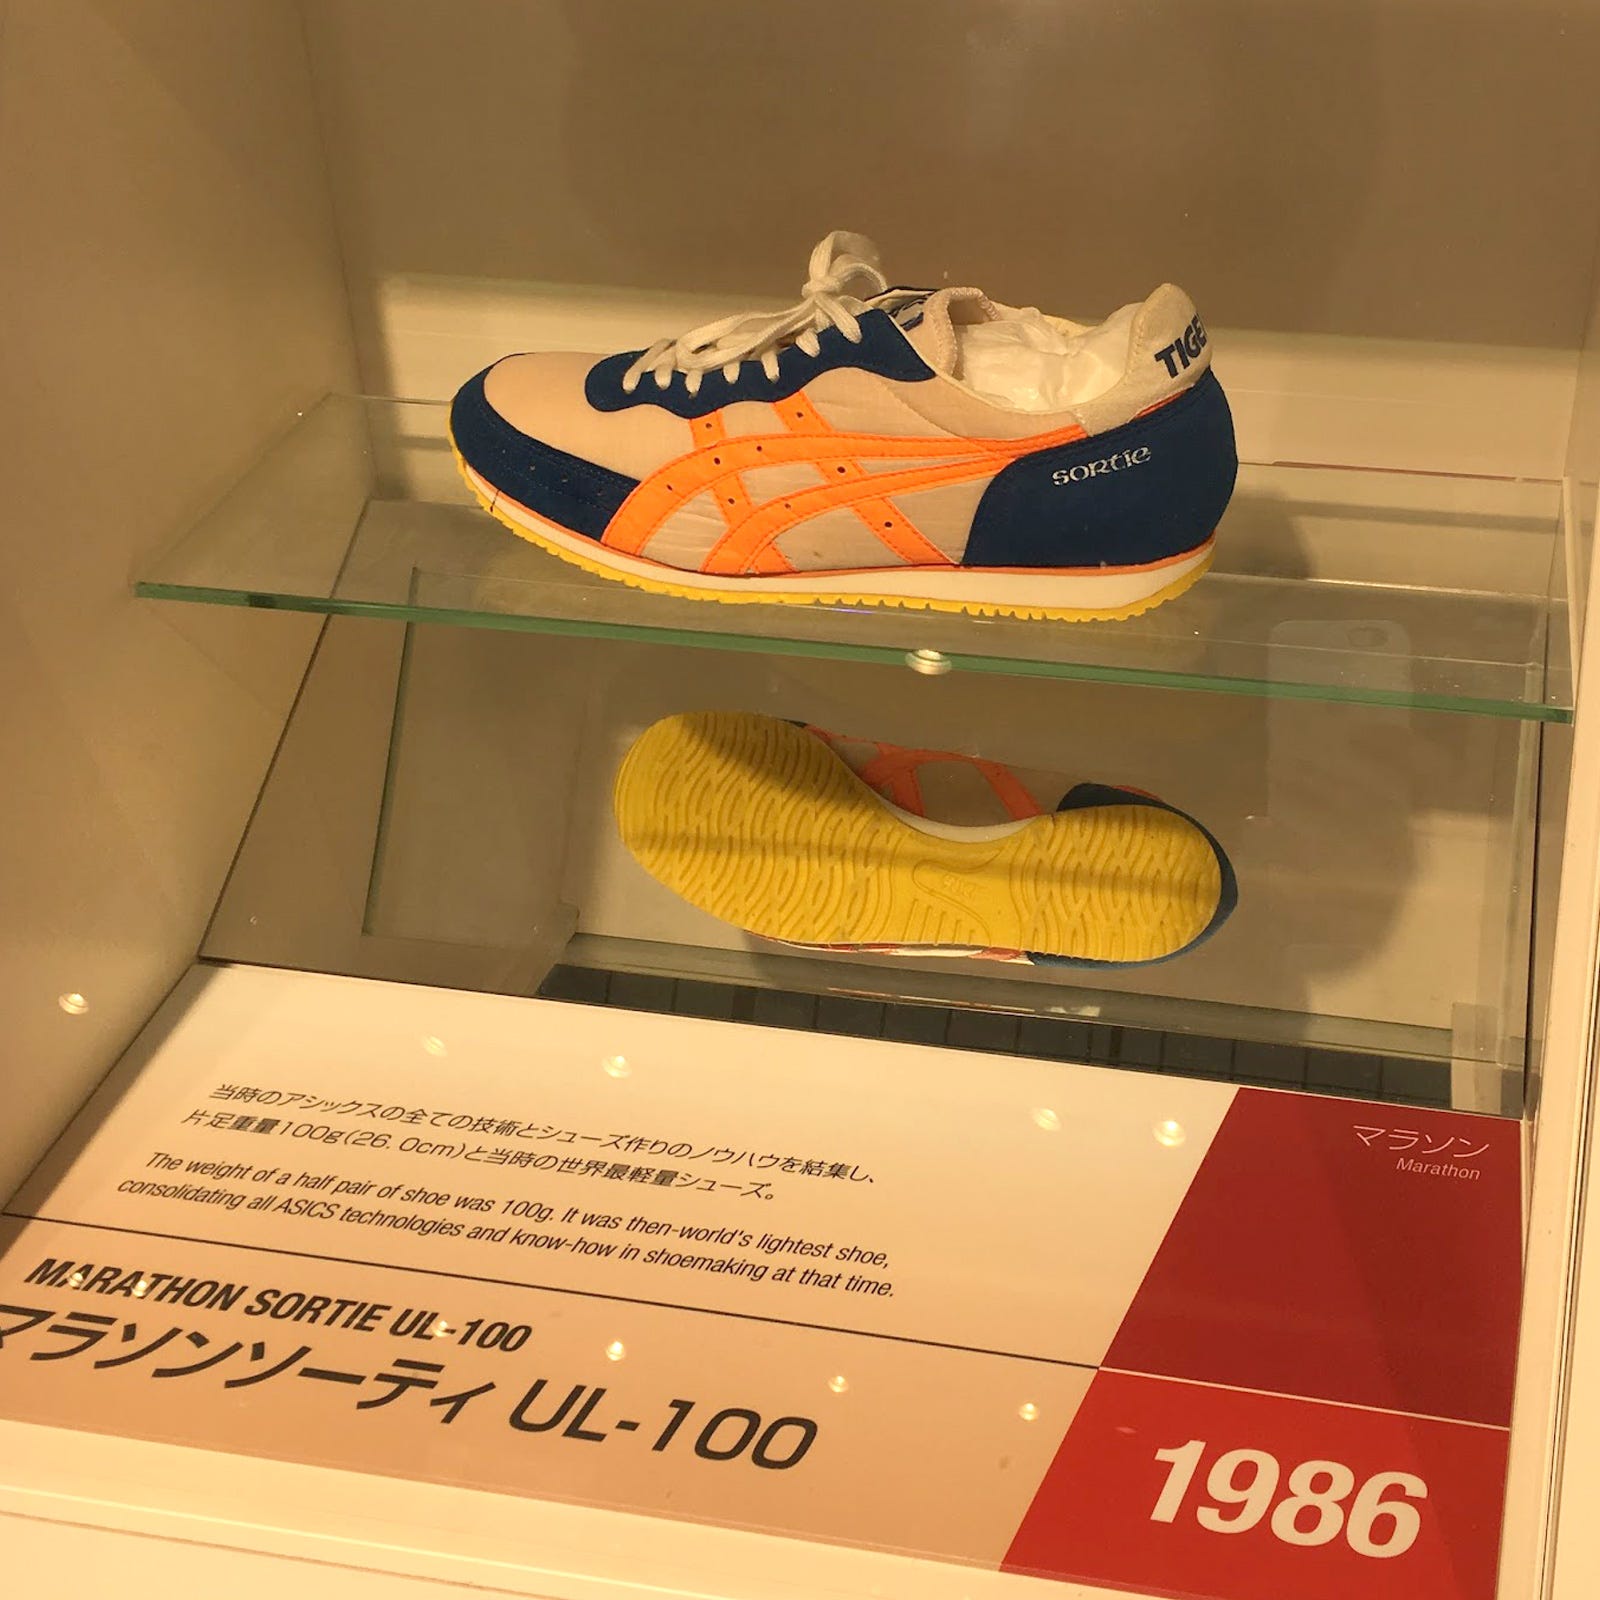 TIGE
SORTIE
当時のアシックスの全ての技術とシューズ作りのノウハウを結集し、
片足重量100g(26.0cm)と当時の世界最軽量シューズ。
The weight of a half pair of shoe was 100g. It was then-world's lightest shoe,
consolidating all ASICS technologies and know-how in shoemaking at that time.
MARATHON SORTIE UL-100
マラソンソーティ UL-100
マラソン
Marathon
1986